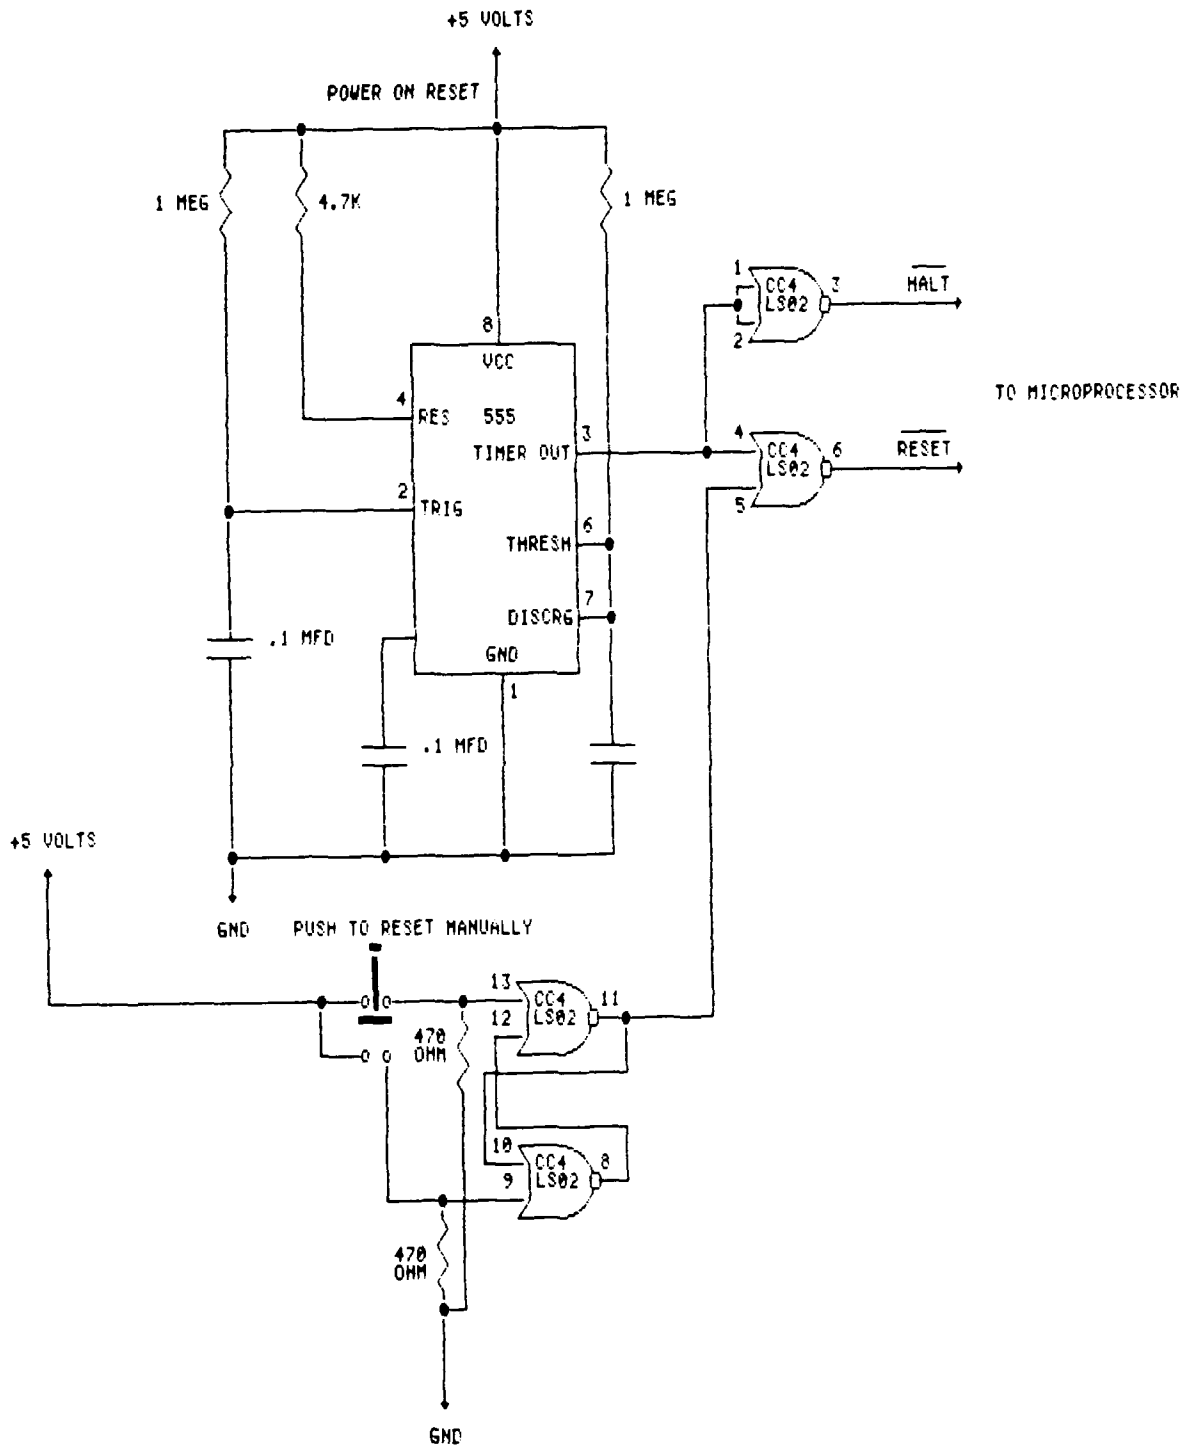 +5 VOLTS
POWER ON RESET
1 MEG
4.7K
1 MEG
8
VCC
4
RES 555
3
TIMER OUT
2
TRIG
6
THRESH
7
DISCRG
GND
1
.1 MFD
.1 MFD
GND
1
CC4
LS02
2
3
HALT
TO MICROPROCESSOR
4
CC4
LS02
5
6
RESET
+5 VOLTS
PUSH TO RESET MANUALLY
13
12
CC4
LS02
11
470
OHM
10
9
CC4
LS02
8
470
OHM
GND